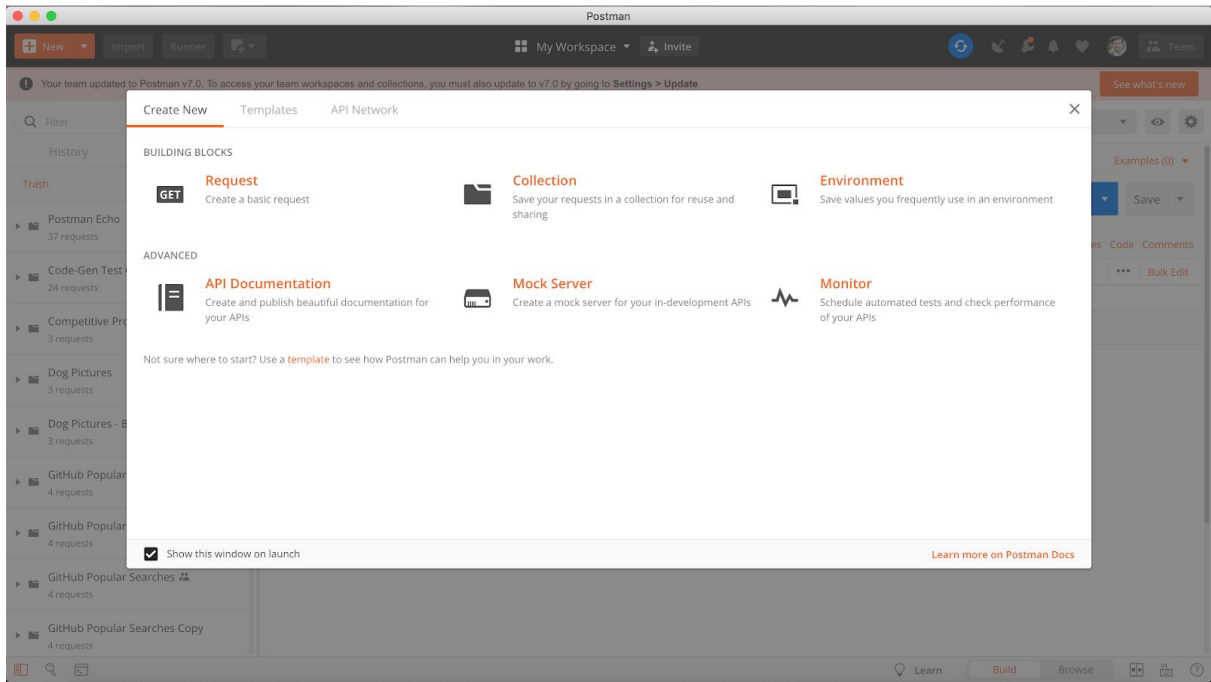 Postman
New
Import
Runner
My Workspace
Invite
Team
Your team updated to Postman v7.0. To access your team workspaces and collections, you must also update to v7.0 by going to Settings > Update
See what's new
Filter
History
Trash
Postman Echo
37 requests
Code-Gen Test
24 requests
Competitive Pro
3 requests
Dog Pictures
3 requests
Dog Pictures -
3 requests
GitHub Popular
4 requests
GitHub Popular
4 requests
GitHub Popular Searches
4 requests
GitHub Popular Searches Copy
4 requests
Create New
Templates
API Network
BUILDING BLOCKS
GET
Request
Create a basic request
Collection
Save your requests in a collection for reuse and
sharing
Environment
Save values you frequently use in an environment
ADVANCED
API Documentation
Create and publish beautiful documentation for
your APIs
Mock Server
Create a mock server for your in-development APIs
Monitor
Schedule automated tests and check performance
of your APIs
Not sure where to start? Use a template to see how Postman can help you in your work.
Show this window on launch
Learn more on Postman Docs
Examples (0)
Save
Code
Comments
Bulk Edit
Learn
Build
Browse